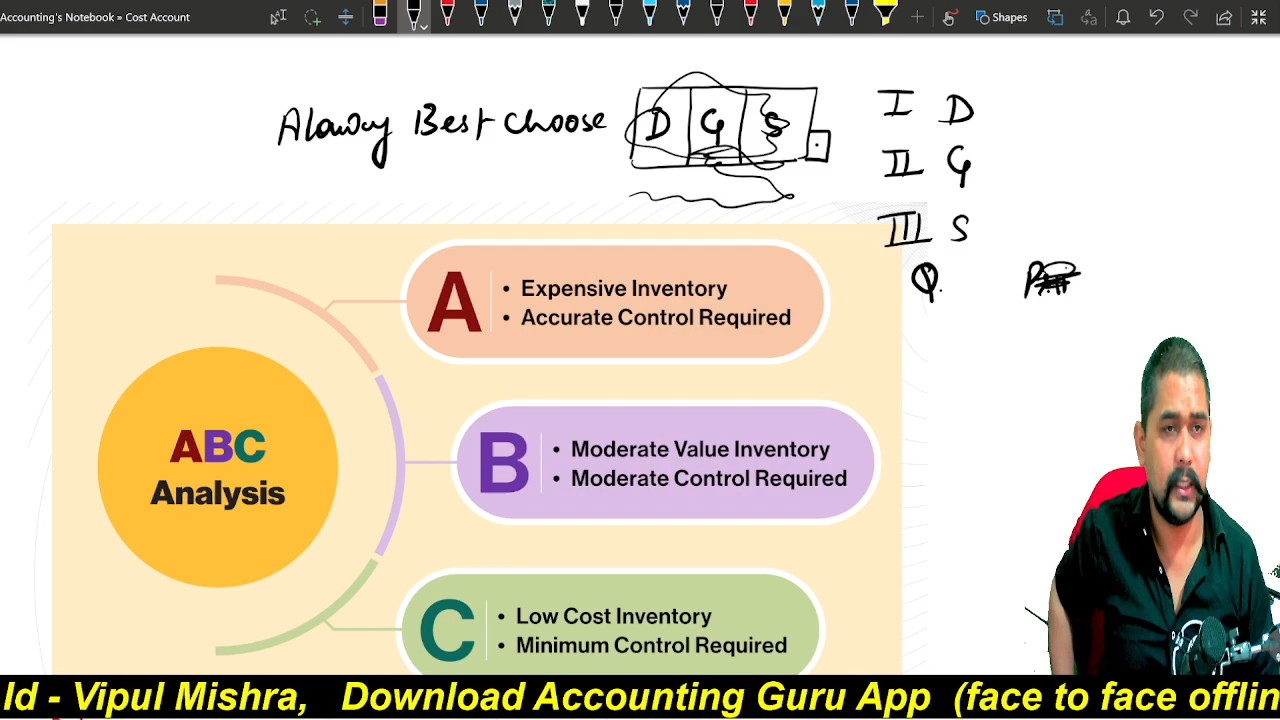 Accounting's Notebook » Cost Account
Shapes
Alaway Best choose D G S
I D
II G
III S
Q.
A
• Expensive Inventory
• Accurate Control Required
ABC
Analysis
B
• Moderate Value Inventory
• Moderate Control Required
C
• Low Cost Inventory
• Minimum Control Required
Id - Vipul Mishra, Download Accounting Guru App (face to face offlin